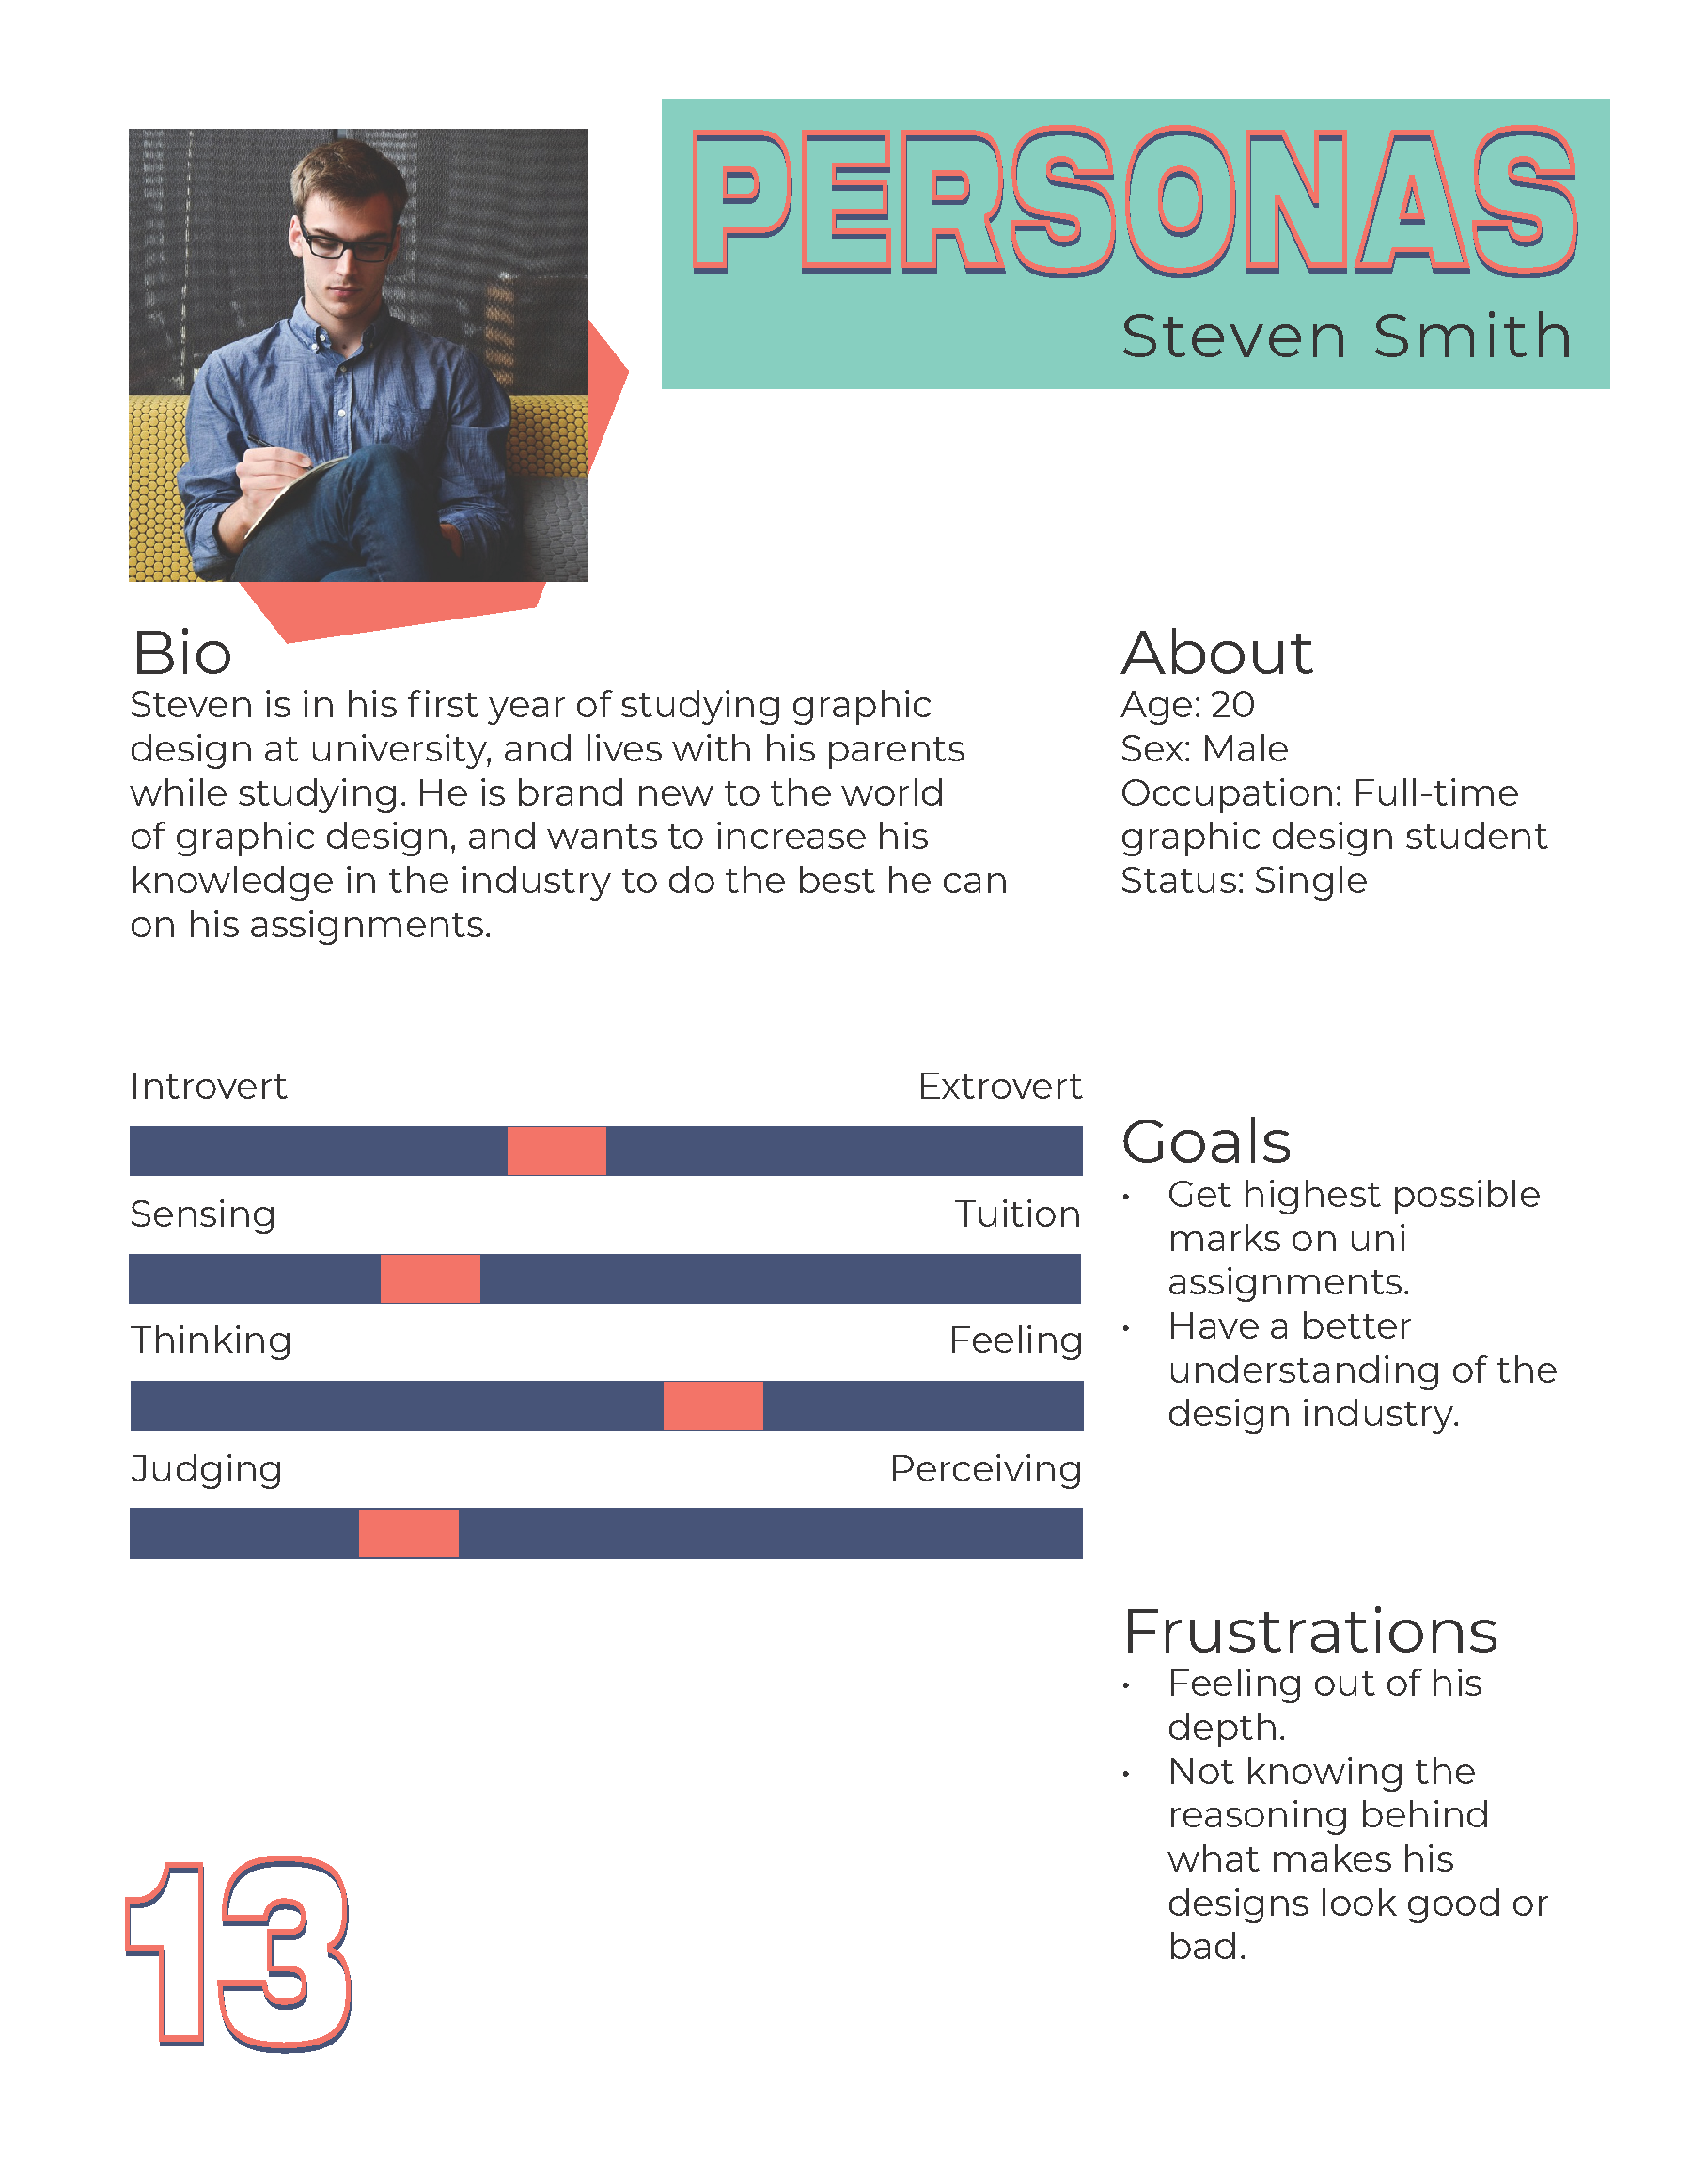 PERSONAS
Steven Smith
Bio
Steven is in his first year of studying graphic
design at university, and lives with his parents
while studying. He is brand new to the world
of graphic design, and wants to increase his
knowledge in the industry to do the best he can
on his assignments.
About
Age: 20
Sex: Male
Occupation: Full-time
graphic design student
Status: Single
Introvert Extrovert
Sensing Tuition
Thinking Feeling
Judging Perceiving
Goals
• Get highest possible
marks on uni
assignments.
• Have a better
understanding of the
design industry.
Frustrations
• Feeling out of his
depth.
• Not knowing the
reasoning behind
what makes his
designs look good or
bad.
13